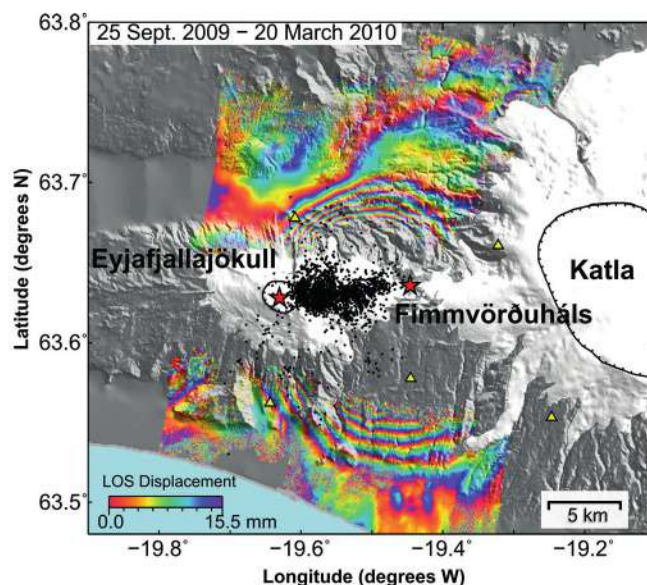 25 Sept. 2009 − 20 March 2010
63.8˚
63.7˚
63.6˚
63.5˚
Latitude (degrees N)
Eyjafjallajökull
Fimmvörðuháls
Katla
LOS Displacement
0.0 15.5 mm
5 km
−19.8˚ −19.6˚ −19.4˚ −19.2˚
Longitude (degrees W)